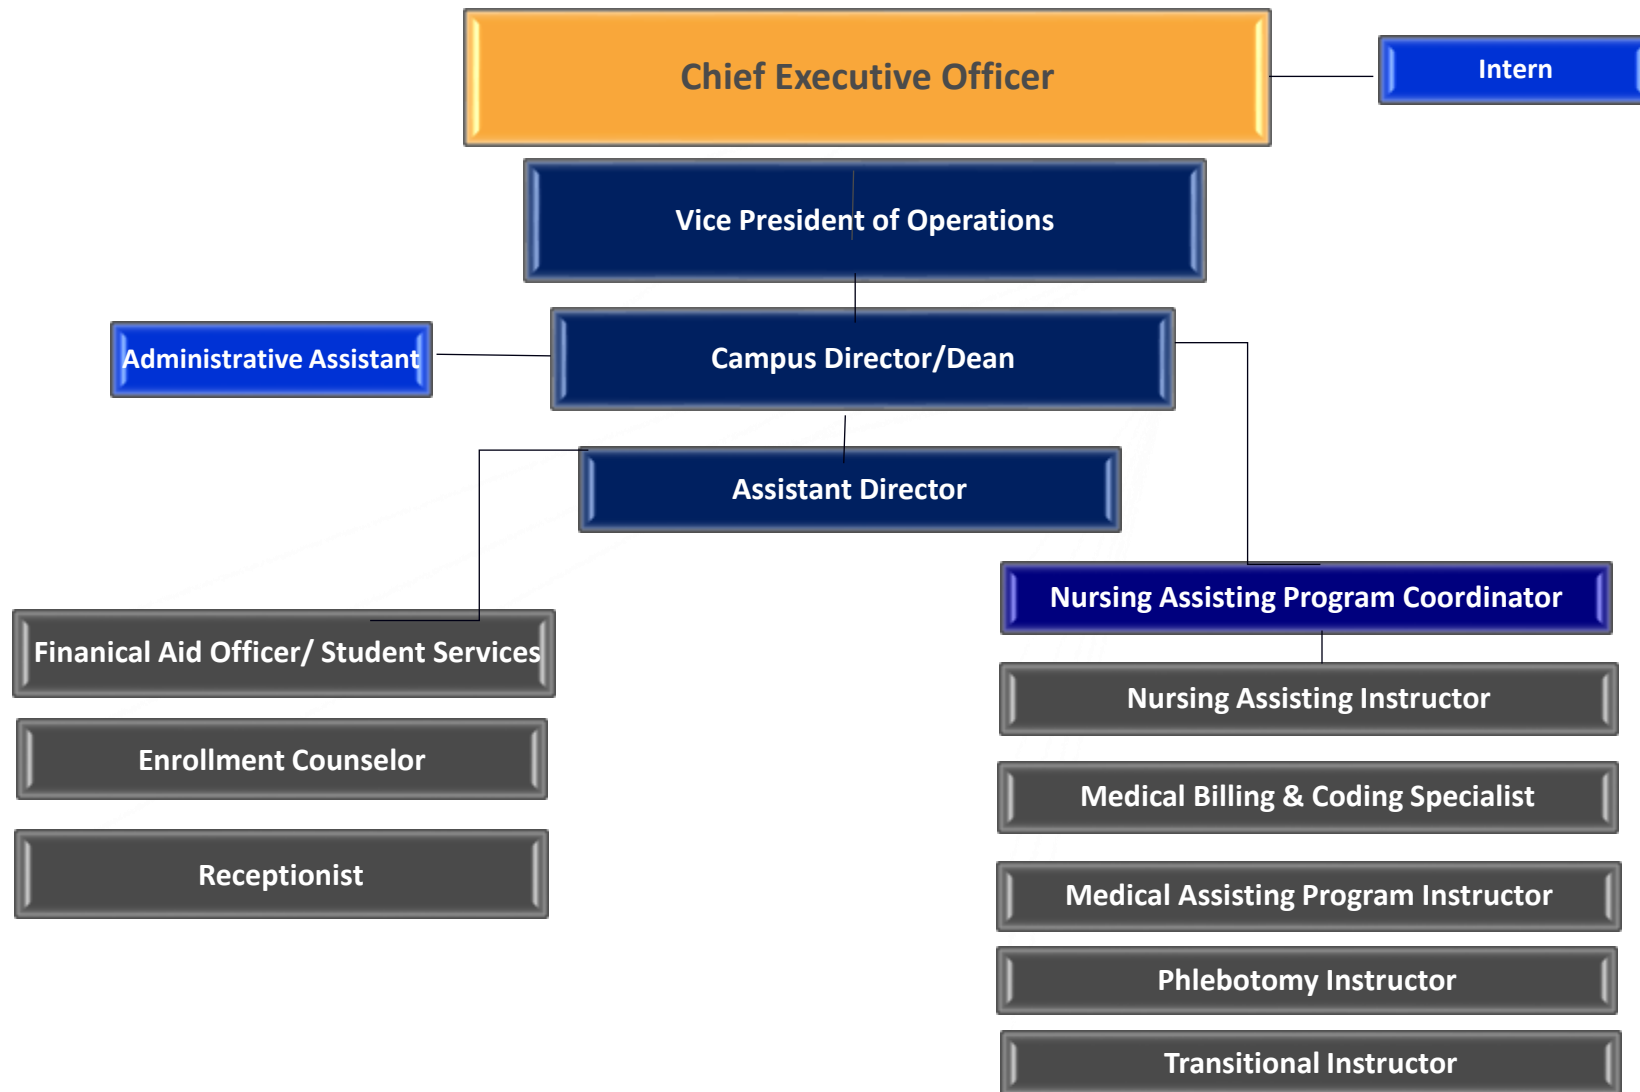 Chief Executive Officer
Intern
Vice President of Operations
Administrative Assistant
Campus Director/Dean
Assistant Director
Nursing Assisting Program Coordinator
Finanical Aid Officer/ Student Services
Nursing Assisting Instructor
Enrollment Counselor
Medical Billing & Coding Specialist
Receptionist
Medical Assisting Program Instructor
Phlebotomy Instructor
Transitional Instructor